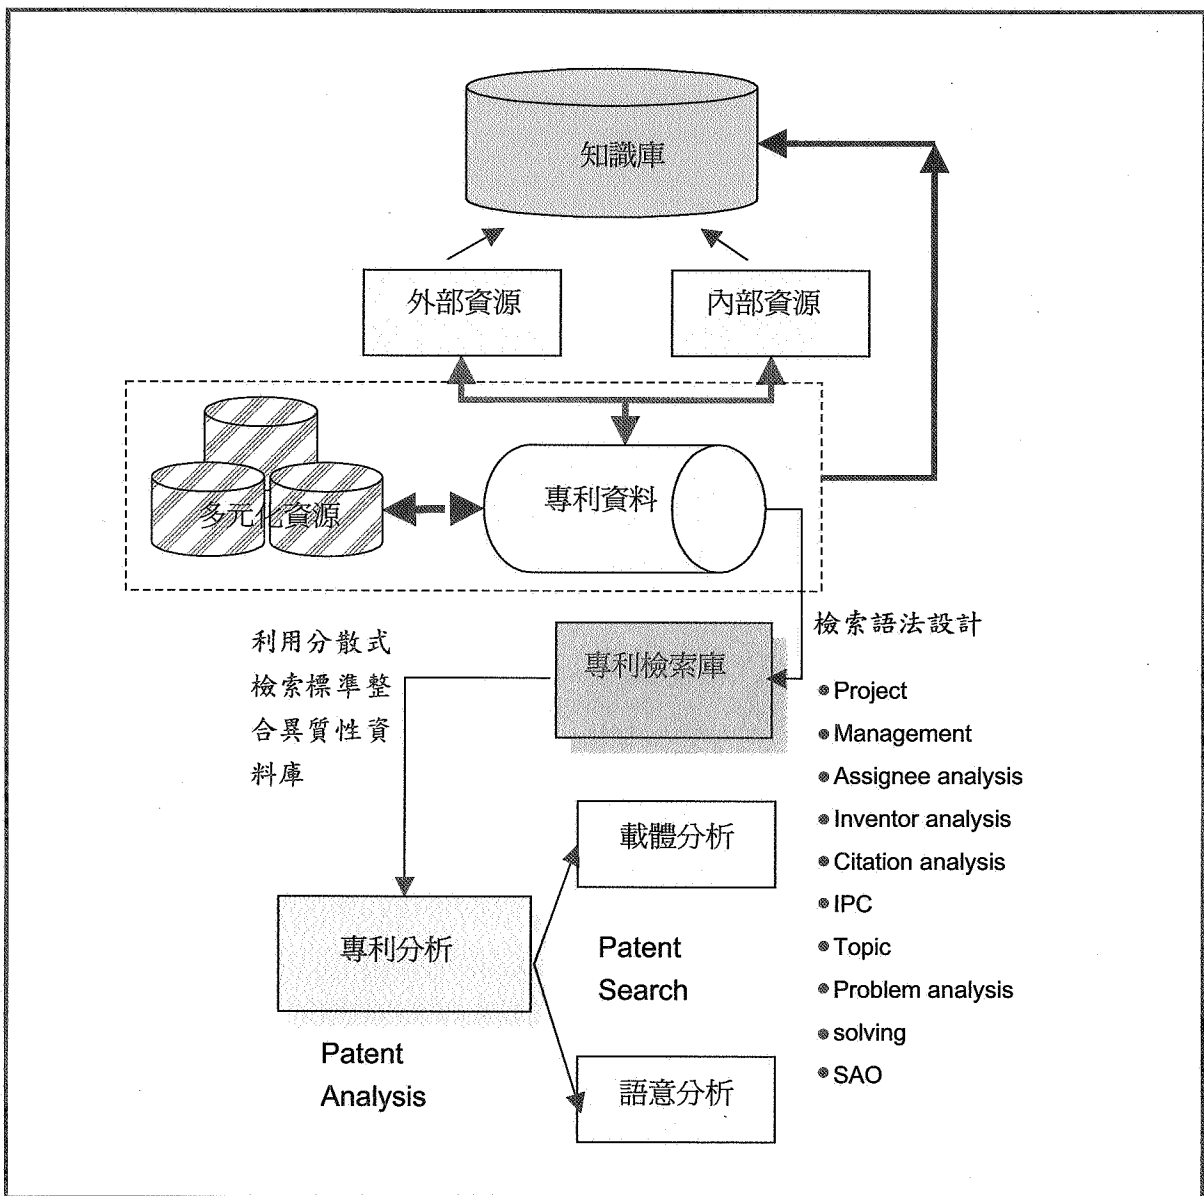 知識庫
外部資源
內部資源
多元化資源
專利資料
利用分散式
檢索標準整
合異質性資
料庫
專利檢索庫
檢索語法設計
Project
Management
Assignee analysis
Inventor analysis
Citation analysis
IPC
Topic
Problem analysis
solving
SAO
載體分析
專利分析
Patent
Search
Patent
Analysis
語意分析